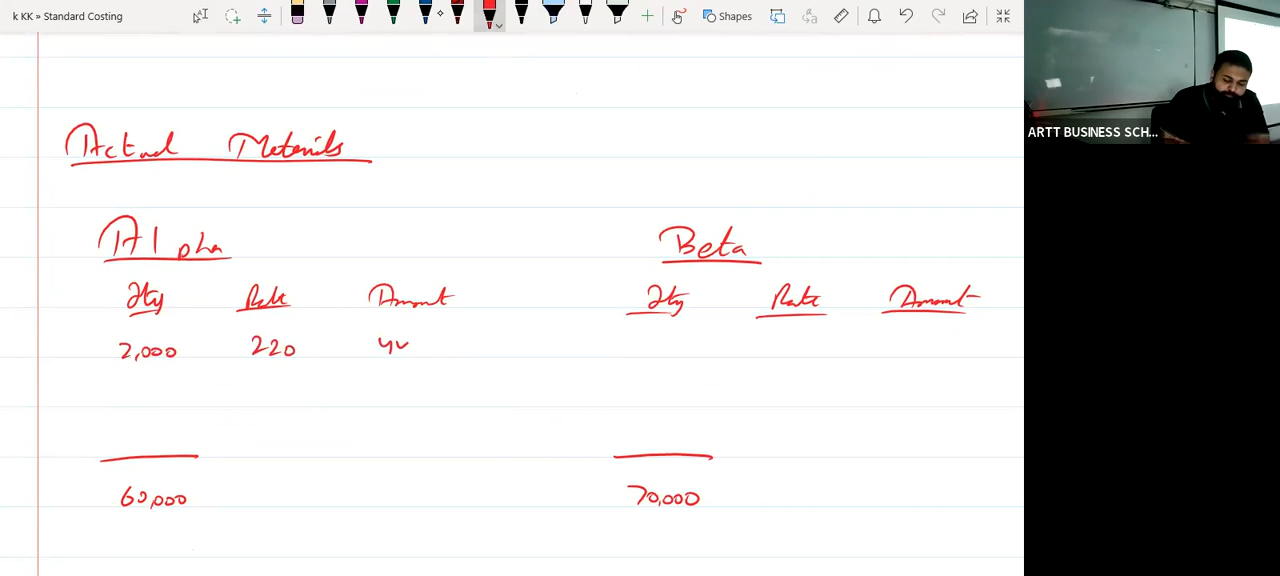 k KK » Standard Costing
Shapes
ARTT BUSINESS SCH...
Actual Materials
Alpha Beta
Qty Rate Amount Qty Rate Amount
2,000 220 44
60,000 70,000